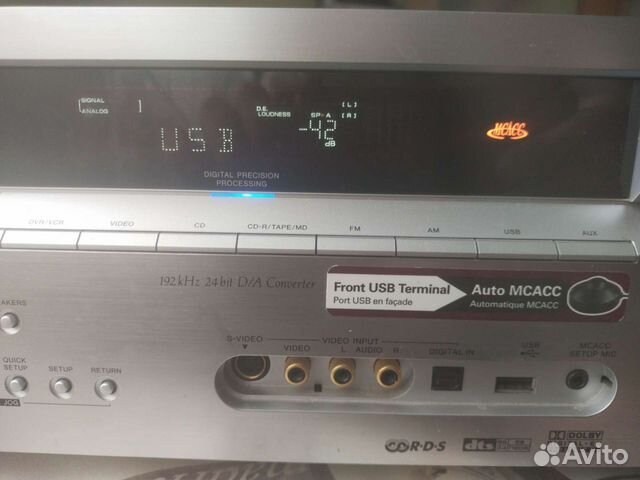 SIGNAL
ANALOG
D.E.
LOUDNESS
SP-A
[L]
[R]
USB
-42
dB
MCACC
DIGITAL PRECISION
PROCESSING
DVR/VCR VIDEO CD CD-R/TAPE/MD FM AM USB AUX
192kHz 24bit D/A Converter
Front USB Terminal
Port USB en façade
Auto MCACC
Automatique MCACC
AKERS
S-VIDEO
VIDEO INPUT
VIDEO L AUDIO R
DIGITAL IN
USB
MCACC
SETUP MIC
QUICK
SETUP
SETUP
RETURN
JOG
R·D·S
dts
DOLBY
Avito